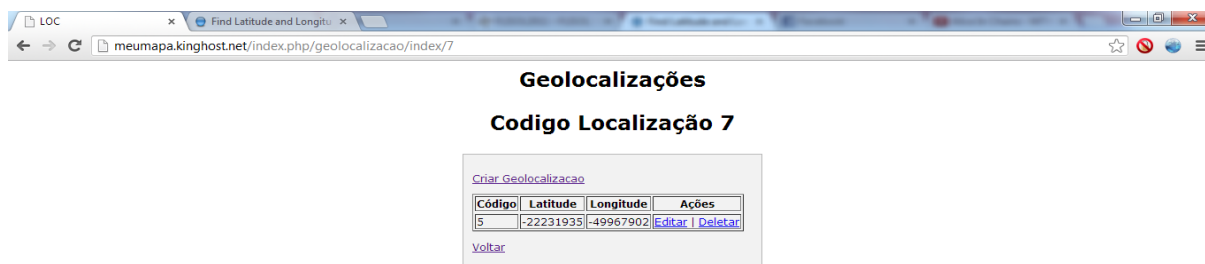 LOC
Find Latitude and Longitu
meumapa.kinghost.net/index.php/geolocalizacao/index/7
Geolocalizações
Codigo Localização 7
Criar Geolocalizacao
Código Latitude Longitude Ações
5 -22231935 -49967902 Editar | Deletar
Voltar